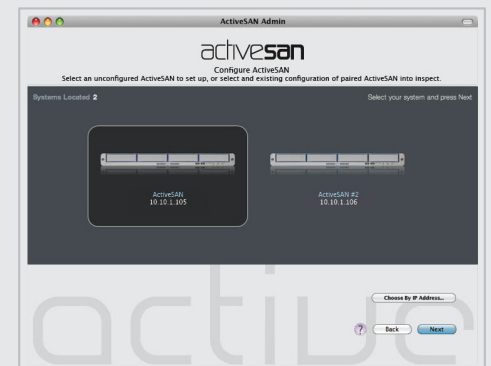 ActiveSAN Admin
activesan
Configure ActiveSAN
Select an unconfigured ActiveSAN to set up, or select and existing configuration of paired ActiveSAN into inspect.
Systems Located 2
Select your system and press Next
ActiveSAN
10.10.1.105
ActiveSAN #2
10.10.1.106
Choose By IP Address...
?
Back
Next
active